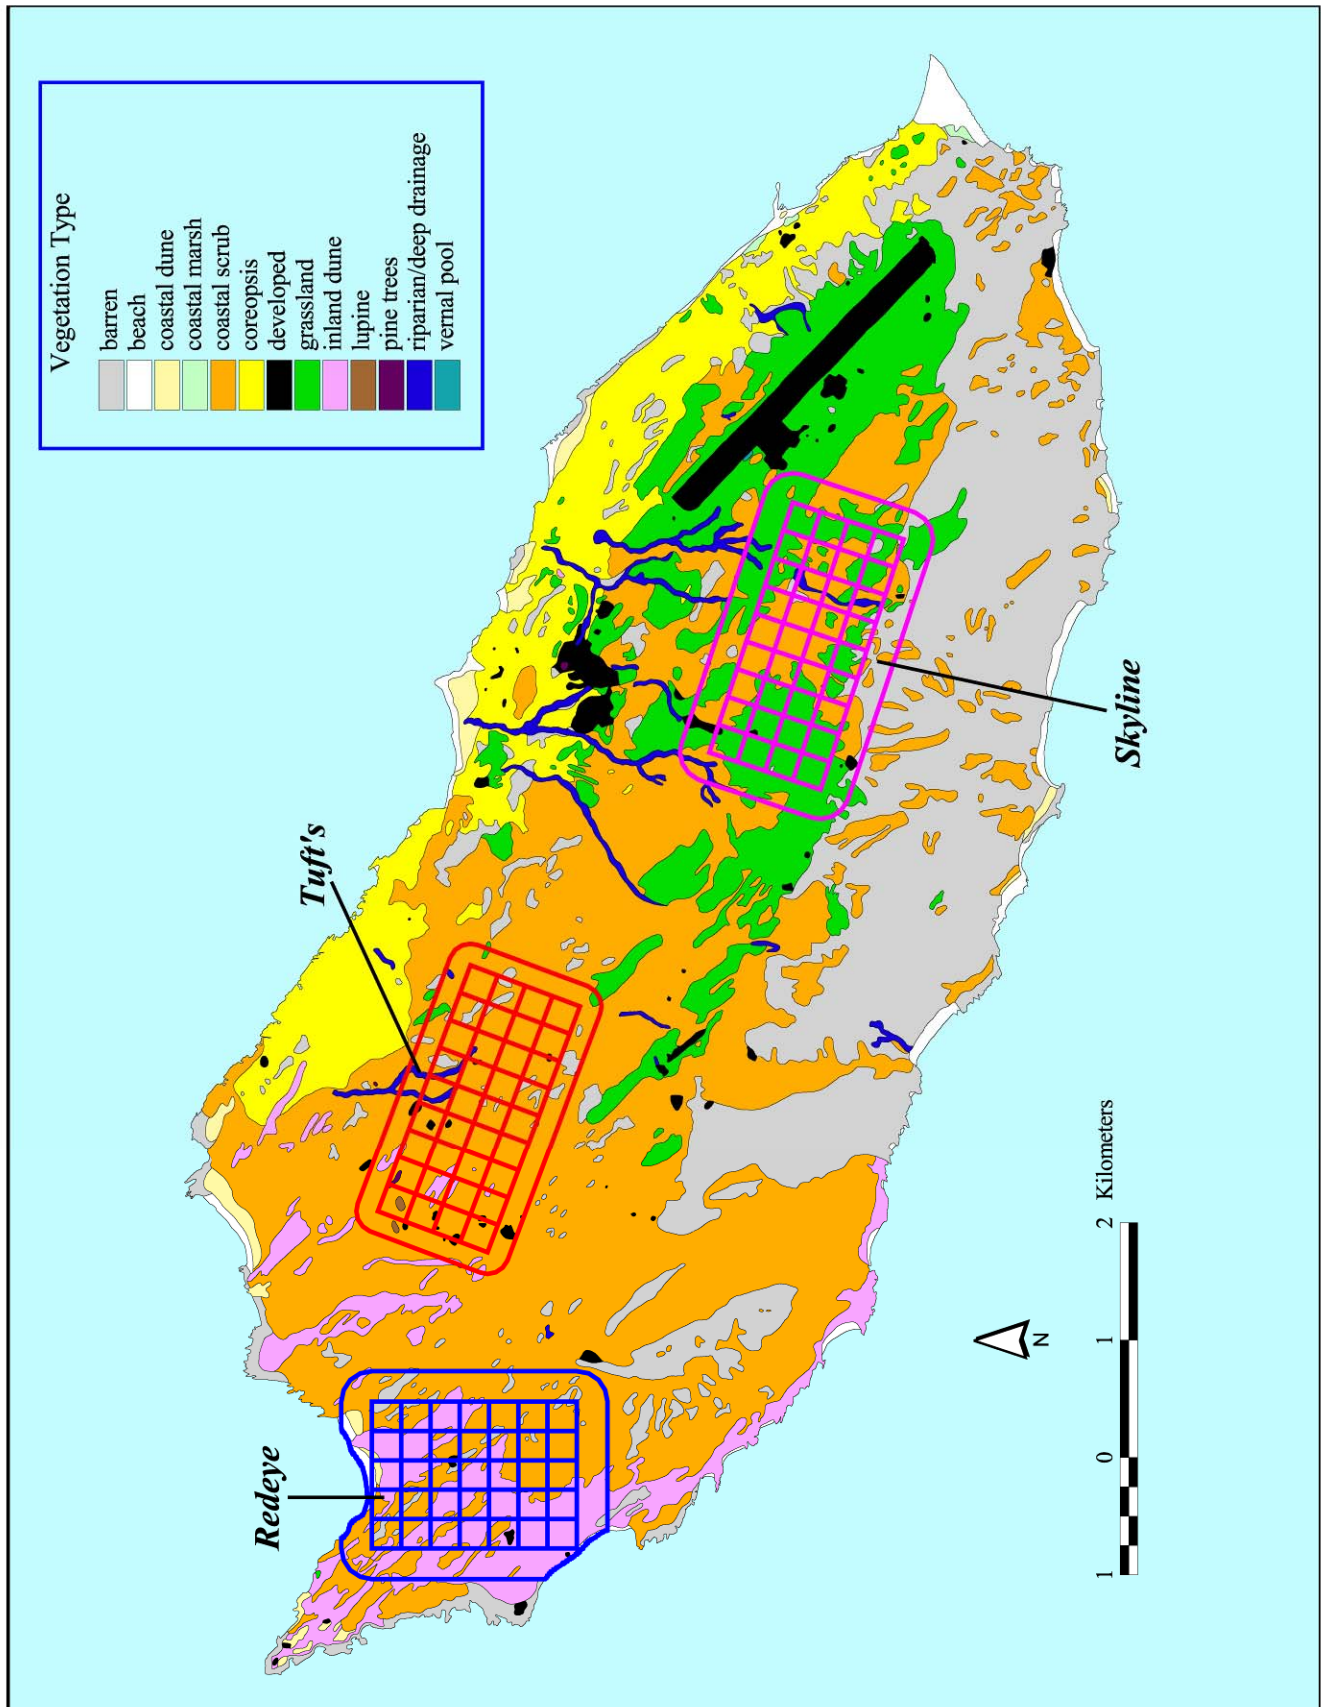 Vegetation Type
barren
beach
coastal dune
coastal marsh
coastal scrub
coreopsis
developed
grassland
inland dune
lupine
pine trees
riparian/deep drainage
vernal pool
Redeye
Tuft's
Skyline
N
1 0 1 2 Kilometers